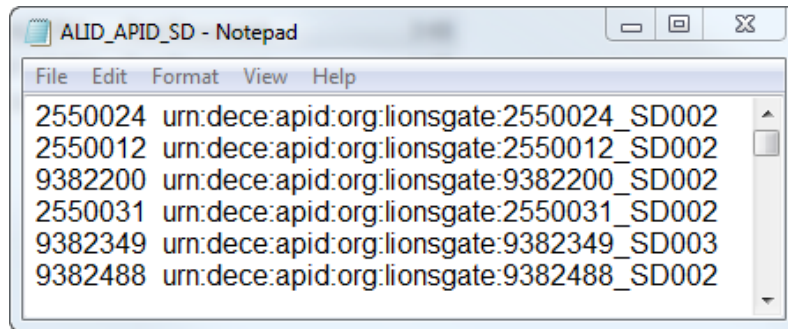 ALID_APID_SD - Notepad
File Edit Format View Help
2550024 urn:dece:apid:org:lionsgate:2550024_SD002
2550012 urn:dece:apid:org:lionsgate:2550012_SD002
9382200 urn:dece:apid:org:lionsgate:9382200_SD002
2550031 urn:dece:apid:org:lionsgate:2550031_SD002
9382349 urn:dece:apid:org:lionsgate:9382349_SD003
9382488 urn:dece:apid:org:lionsgate:9382488_SD002